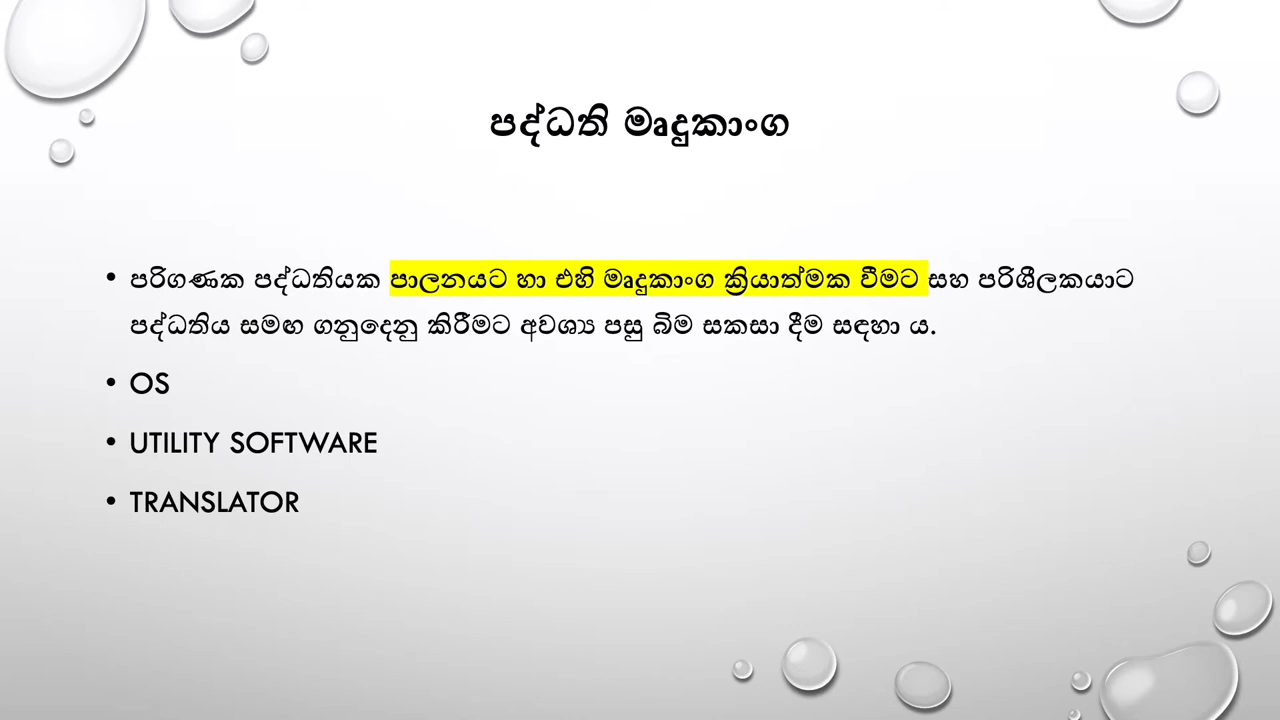 පද්ධති මෘදුකාංග
• පරිගණක පද්ධතියක පාලනයට හා එහි මෘදුකාංග ක්‍රියාත්මක වීමට සහ පරිශීලකයාට
පද්ධතිය සමඟ ගනුදෙනු කිරීමට අවශ්‍ය පසු බිම සකසා දීම සඳහා ය.
• OS
• UTILITY SOFTWARE
• TRANSLATOR